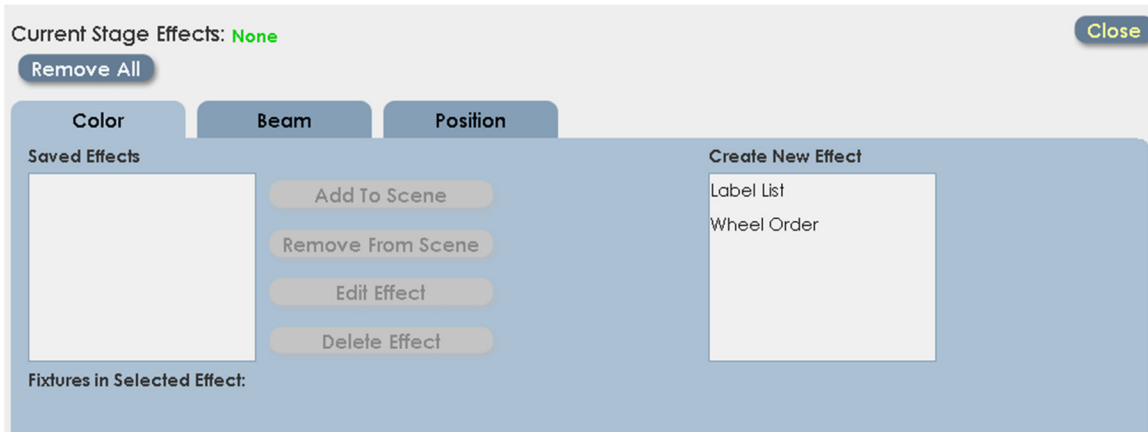 Current Stage Effects: None
Close
Remove All
Color Beam Position
Saved Effects
Create New Effect
Add To Scene
Remove From Scene
Edit Effect
Delete Effect
Label List
Wheel Order
Fixtures in Selected Effect: